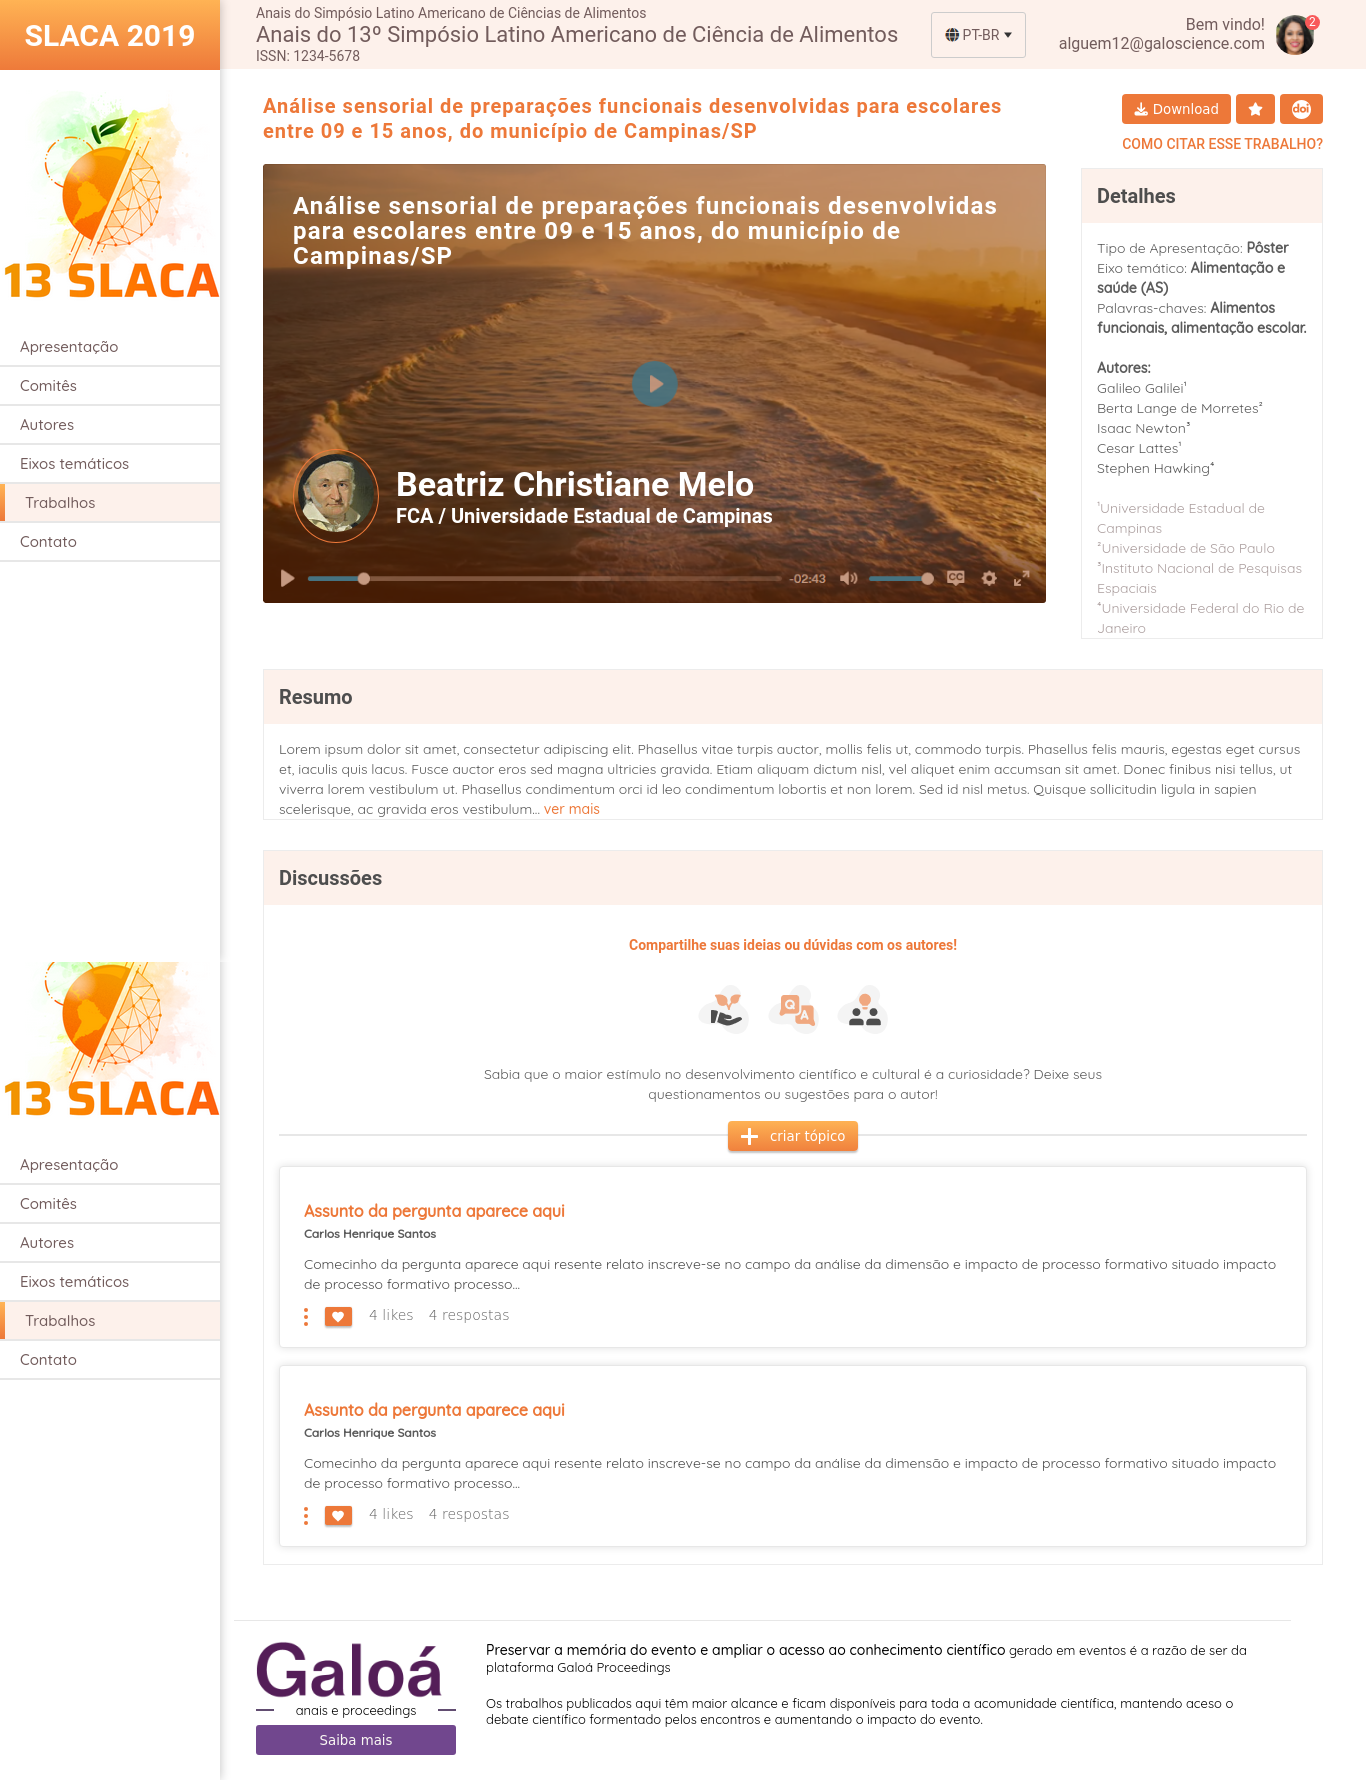 SLACA 2019
Anais do Simpósio Latino Americano de Ciências de Alimentos
Anais do 13º Simpósio Latino Americano de Ciência de Alimentos
ISSN: 1234-5678
PT-BR
Bem vindo!
alguem12@galoscience.com
2
13 SLACA
Apresentação
Comitês
Autores
Eixos temáticos
Trabalhos
Contato
Análise sensorial de preparações funcionais desenvolvidas para escolares
entre 09 e 15 anos, do município de Campinas/SP
Download
doi
COMO CITAR ESSE TRABALHO?
Análise sensorial de preparações funcionais desenvolvidas
para escolares entre 09 e 15 anos, do município de
Campinas/SP
Beatriz Christiane Melo
FCA / Universidade Estadual de Campinas
-02:43
CC
Detalhes
Tipo de Apresentação: Pôster
Eixo temático: Alimentação e
saúde (AS)
Palavras-chaves: Alimentos
funcionais, alimentação escolar.
Autores:
Galileo Galilei¹
Berta Lange de Morretes²
Isaac Newton³
Cesar Lattes¹
Stephen Hawking⁴
¹Universidade Estadual de
Campinas
²Universidade de São Paulo
³Instituto Nacional de Pesquisas
Espaciais
⁴Universidade Federal do Rio de
Janeiro
Resumo
Lorem ipsum dolor sit amet, consectetur adipiscing elit. Phasellus vitae turpis auctor, mollis felis ut, commodo turpis. Phasellus felis mauris, egestas eget cursus
et, iaculis quis lacus. Fusce auctor eros sed magna ultricies gravida. Etiam aliquam dictum nisl, vel aliquet enim accumsan sit amet. Donec finibus nisi tellus, ut
viverra lorem vestibulum ut. Phasellus condimentum orci id leo condimentum lobortis et non lorem. Sed id nisl metus. Quisque sollicitudin ligula in sapien
scelerisque, ac gravida eros vestibulum... ver mais
Discussões
Compartilhe suas ideias ou dúvidas com os autores!
Q
A
Sabia que o maior estímulo no desenvolvimento científico e cultural é a curiosidade? Deixe seus
questionamentos ou sugestões para o autor!
criar tópico
Assunto da pergunta aparece aqui
Carlos Henrique Santos
Comecinho da pergunta aparece aqui resente relato inscreve-se no campo da análise da dimensão e impacto de processo formativo situado impacto
de processo formativo processo...
4 likes 4 respostas
Assunto da pergunta aparece aqui
Carlos Henrique Santos
Comecinho da pergunta aparece aqui resente relato inscreve-se no campo da análise da dimensão e impacto de processo formativo situado impacto
de processo formativo processo...
4 likes 4 respostas
13 SLACA
Apresentação
Comitês
Autores
Eixos temáticos
Trabalhos
Contato
Galoá
anais e proceedings
Saiba mais
Preservar a memória do evento e ampliar o acesso ao conhecimento científico gerado em eventos é a razão de ser da
plataforma Galoá Proceedings
Os trabalhos publicados aqui têm maior alcance e ficam disponíveis para toda a acomunidade científica, mantendo aceso o
debate científico formentado pelos encontros e aumentando o impacto do evento.